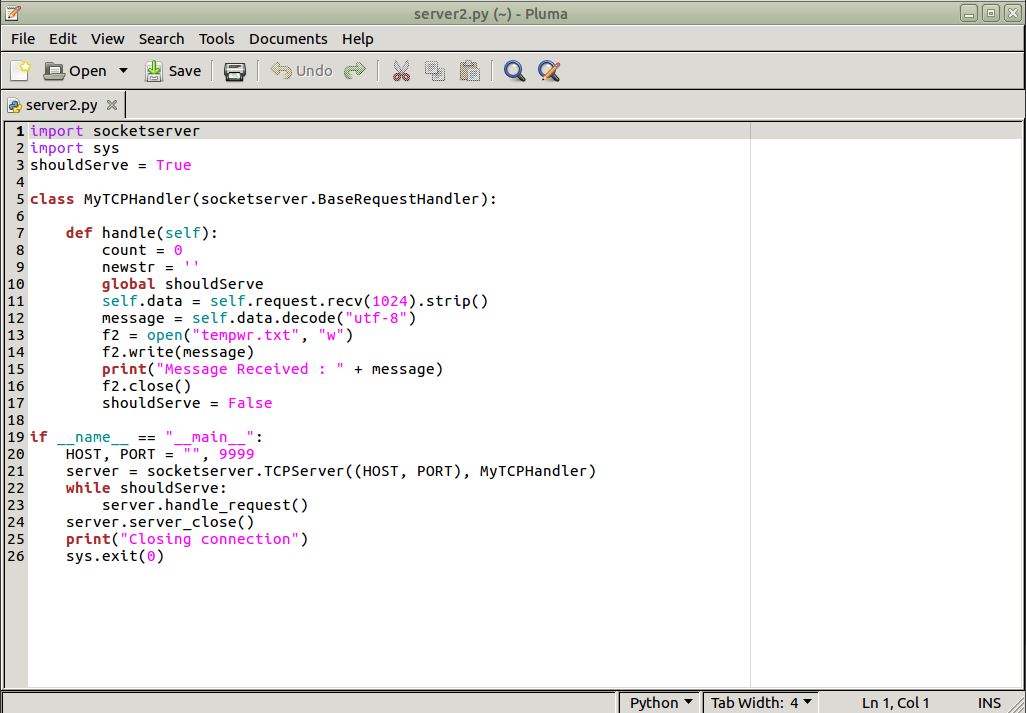 server2.py (~) - Pluma
File Edit View Search Tools Documents Help
Open Save Undo
server2.py
1 import socketserver
2 import sys
3 shouldServe = True
4
5 class MyTCPHandler(socketserver.BaseRequestHandler):
6
7     def handle(self):
8         count = 0
9         newstr = ''
10         global shouldServe
11         self.data = self.request.recv(1024).strip()
12         message = self.data.decode("utf-8")
13         f2 = open("tempwr.txt", "w")
14         f2.write(message)
15         print("Message Received : " + message)
16         f2.close()
17         shouldServe = False
18
19 if __name__ == "__main__":
20     HOST, PORT = "", 9999
21     server = socketserver.TCPServer((HOST, PORT), MyTCPHandler)
22     while shouldServe:
23         server.handle_request()
24     server.server_close()
25     print("Closing connection")
26     sys.exit(0)
Python Tab Width: 4 Ln 1, Col 1 INS